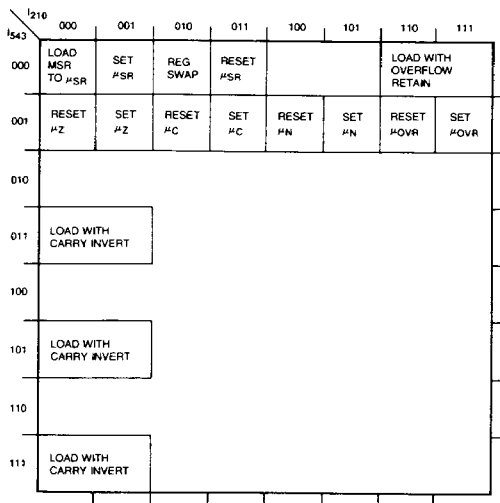 I210
I543
000 001 010 011 100 101 110 111
000
LOAD
MSR
TO μSR
SET
μSR
REG
SWAP
RESET
μSR
LOAD WITH
OVERFLOW
RETAIN
001
RESET
μZ
SET
μZ
RESET
μC
SET
μC
RESET
μN
SET
μN
RESET
μOVR
SET
μOVR
010
011
LOAD WITH
CARRY INVERT
100
101
LOAD WITH
CARRY INVERT
110
111
LOAD WITH
CARRY INVERT